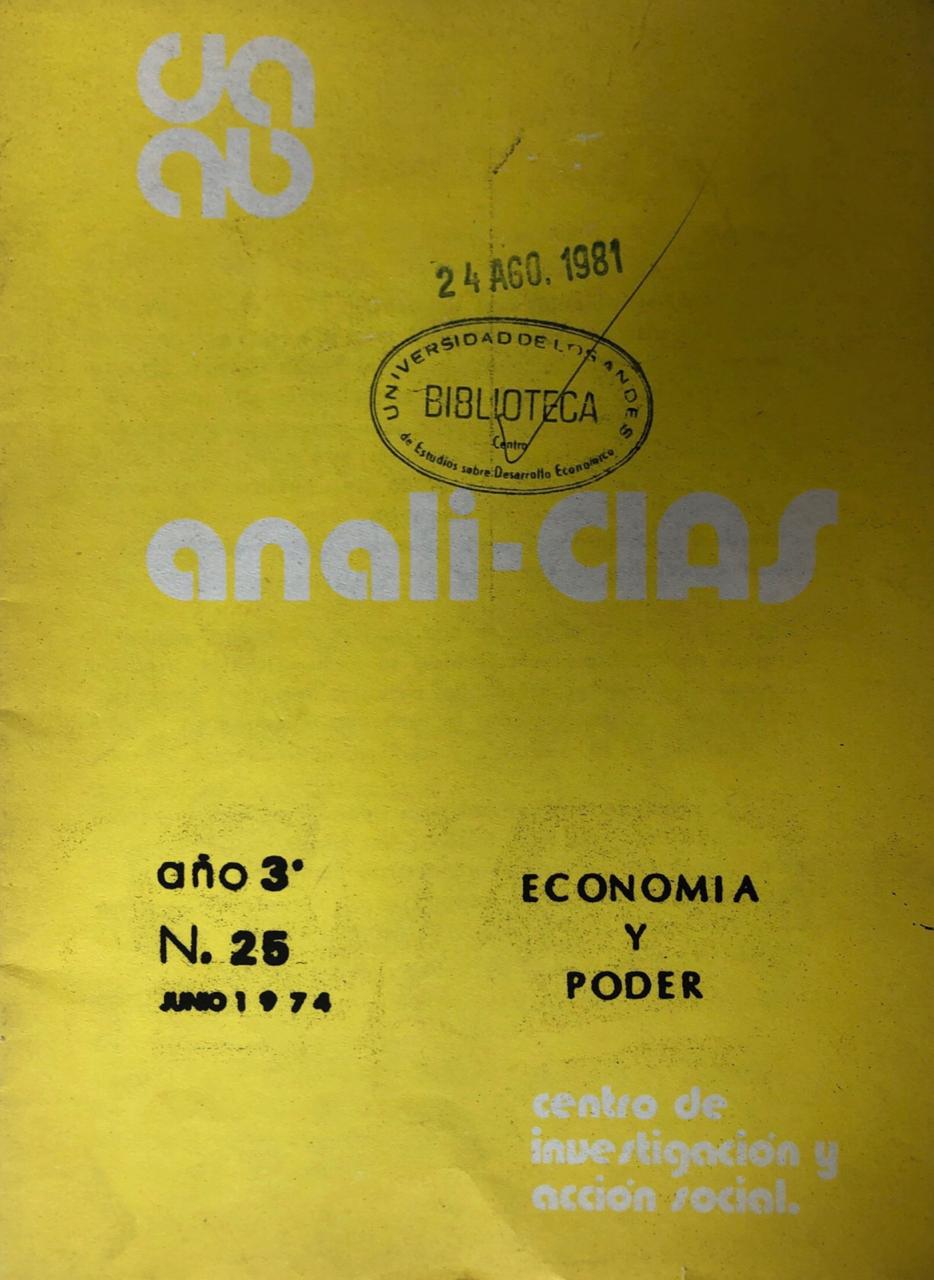 24 AGO. 1981
UNIVERSIDAD DE LOS ANDES
BIBLIOTECA
Centro
de Estudios sobre Desarrollo Economico
anali-CIAS
año 3°
N. 25
JUNIO 1974
ECONOMIA
Y
PODER
centro de
investigación y
acción social.